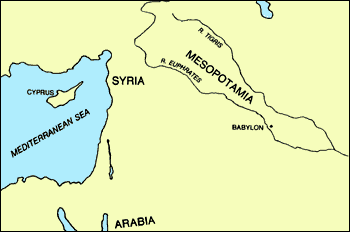 R. TIGRIS
MESOPOTAMIA
R. EUPHRATES
SYRIA
CYPRUS
MEDITERRANEAN SEA
BABYLON
ARABIA